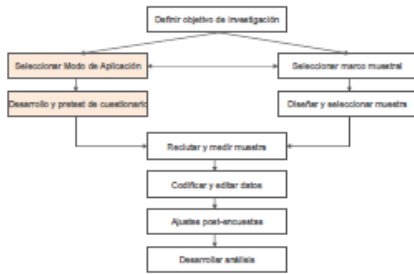 Definir objetivo de investigación
Seleccionar Modo de Aplicación
Seleccionar marco muestral
Desarrollo y pretest de cuestionario
Diseñar y seleccionar muestra
Reclutar y medir muestra
Codificar y editar datos
Ajustes post-encuestas
Desarrollar análisis